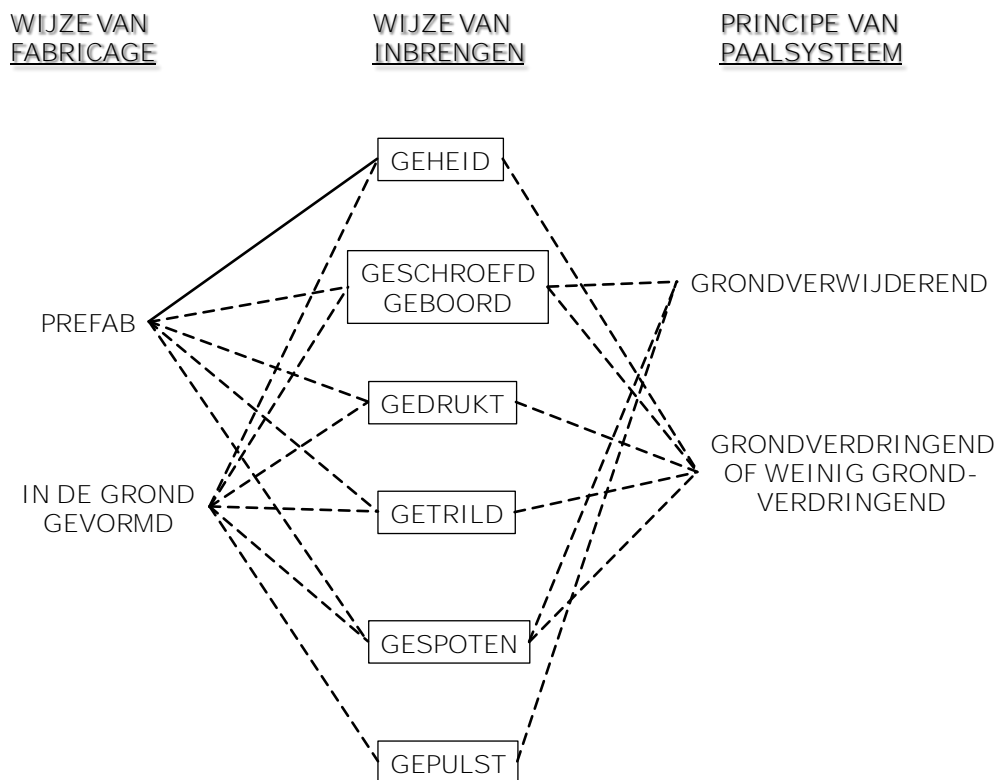 WIJZE VAN
FABRICAGE
WIJZE VAN
INBRENGEN
PRINCIPE VAN
PAALSYSTEEM
GEHEID
GESCHROEFD
GEBOORD
GRONDVERWIJDEREND
PREFAB
GEDRUKT
GRONDVERDRINGEND
OF WEINIG GROND-
VERDRINGEND
IN DE GROND
GEVORMD
GETRILD
GESPOTEN
GEPULST